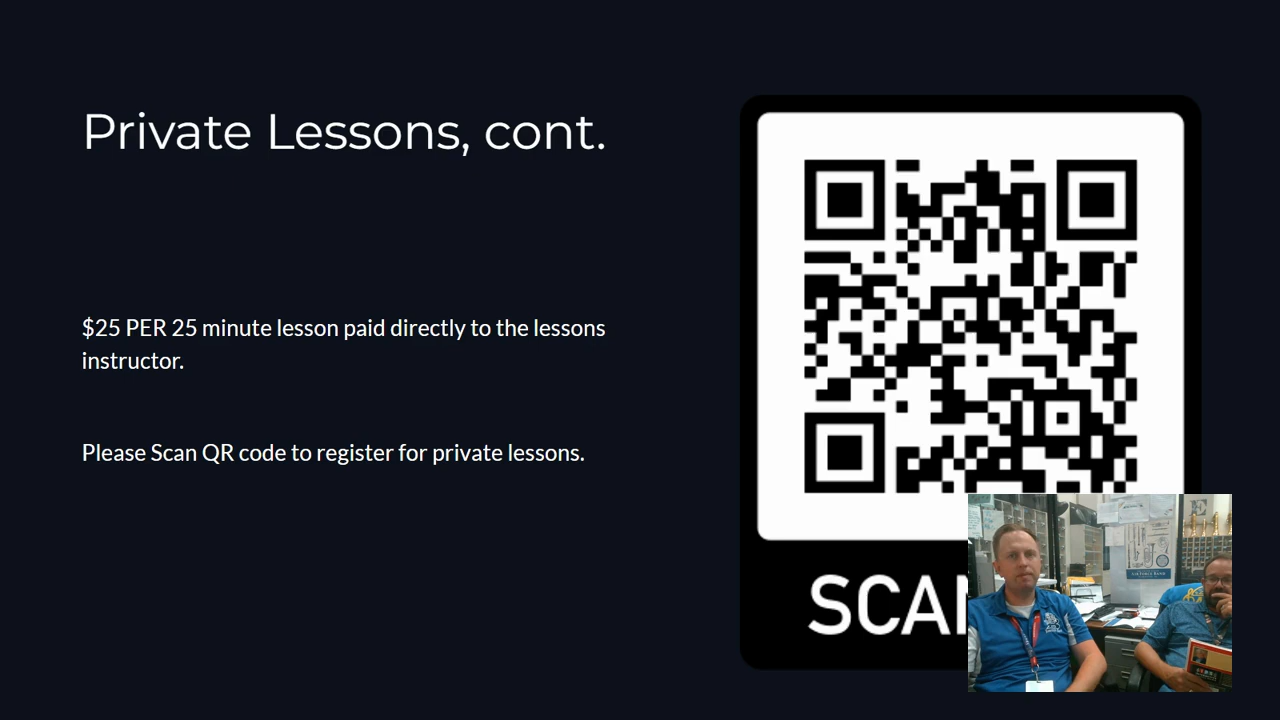 Private Lessons, cont.
$25 PER 25 minute lesson paid directly to the lessons
instructor.
Please Scan QR code to register for private lessons.
SCAN